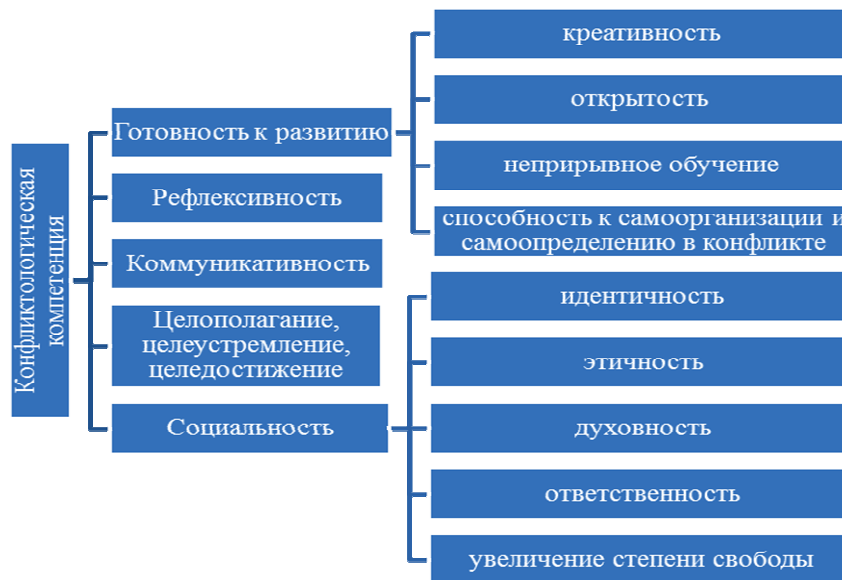 Конфликтологическая
компетенция
Готовность к развитию
креативность
открытость
неприрывное обучение
способность к самоорганизации и
самоопределению в конфликте
Рефлексивность
Коммуникативность
Целополагание,
целеустремление,
целедостижение
Социальность
идентичность
этичность
духовность
ответственность
увеличение степени свободы